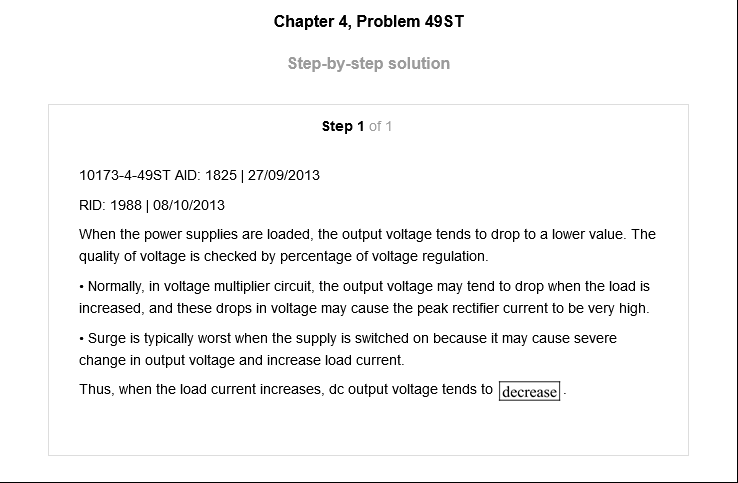 Chapter 4, Problem 49ST
Step-by-step solution
Step 1 of 1
10173-4-49ST AID: 1825 | 27/09/2013
RID: 1988 | 08/10/2013
When the power supplies are loaded, the output voltage tends to drop to a lower value. The
quality of voltage is checked by percentage of voltage regulation.
• Normally, in voltage multiplier circuit, the output voltage may tend to drop when the load is
increased, and these drops in voltage may cause the peak rectifier current to be very high.
• Surge is typically worst when the supply is switched on because it may cause severe
change in output voltage and increase load current.
Thus, when the load current increases, dc output voltage tends to decrease .